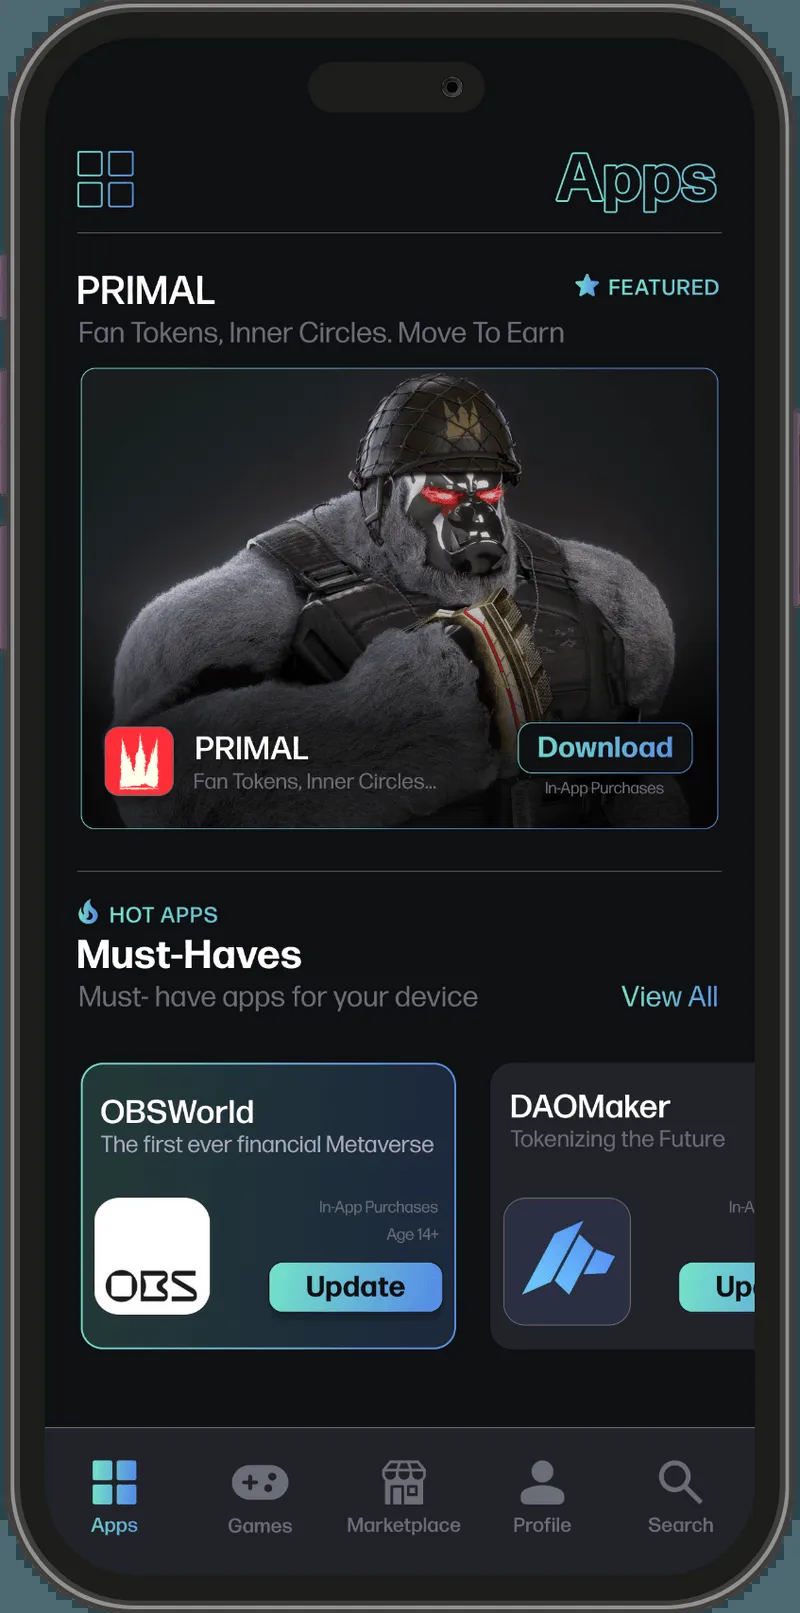 Apps
PRIMAL
FEATURED
Fan Tokens, Inner Circles. Move To Earn
PRIMAL
Fan Tokens, Inner Circles...
Download
In-App Purchases
HOT APPS
Must-Haves
Must- have apps for your device
View All
OBSWorld
The first ever financial Metaverse
In-App Purchases
Age 14+
OBS
Update
DAOMaker
Tokenizing the Future
In-A
Up
Apps
Games
Marketplace
Profile
Search